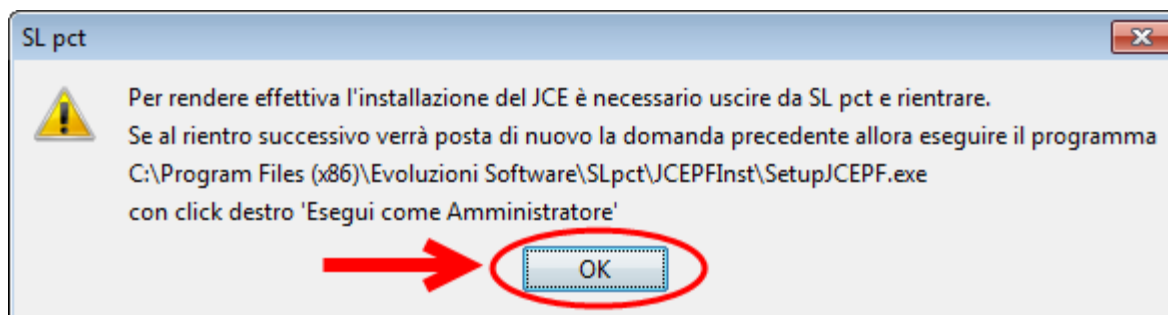 SL pct
Per rendere effettiva l'installazione del JCE è necessario uscire da SL pct e rientrare.
Se al rientro successivo verrà posta di nuovo la domanda precedente allora eseguire il programma
C:\Program Files (x86)\Evoluzioni Software\SLpct\JCEPFInst\SetupJCEPF.exe
con click destro 'Esegui come Amministratore'
OK